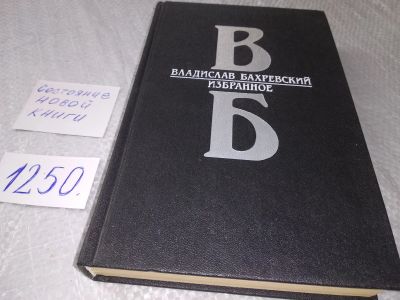 состояние
новой
книги
1250.
В
ВЛАДИСЛАВ БАХРЕВСКИЙ
ИЗБРАННОЕ
Б